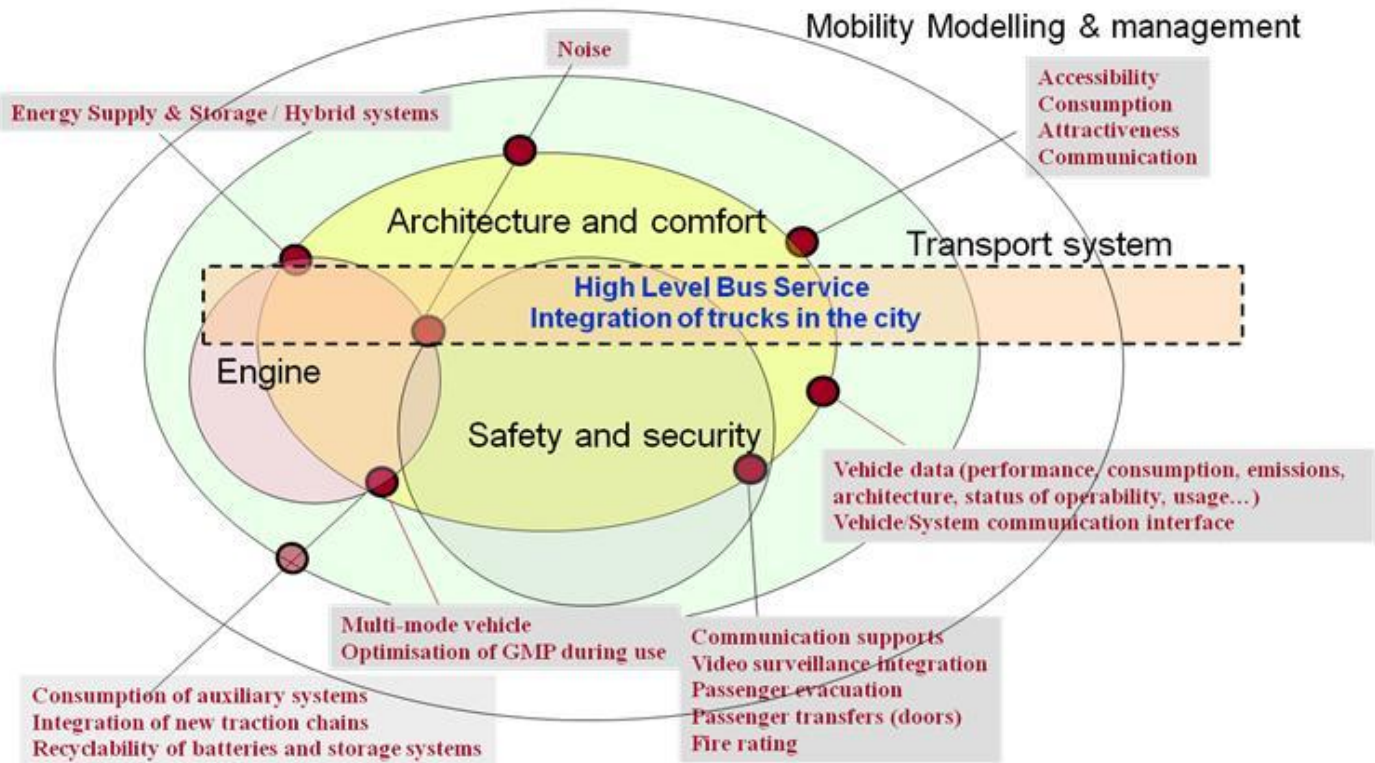 Mobility Modelling & management
Noise
Accessibility
Consumption
Attractiveness
Communication
Energy Supply & Storage / Hybrid systems
Architecture and comfort
Transport system
High Level Bus Service
Integration of trucks in the city
Engine
Safety and security
Vehicle data (performance, consumption, emissions,
architecture, status of operability, usage…)
Vehicle/System communication interface
Multi-mode vehicle
Optimisation of GMP during use
Communication supports
Video surveillance integration
Passenger evacuation
Passenger transfers (doors)
Fire rating
Consumption of auxiliary systems
Integration of new traction chains
Recyclability of batteries and storage systems